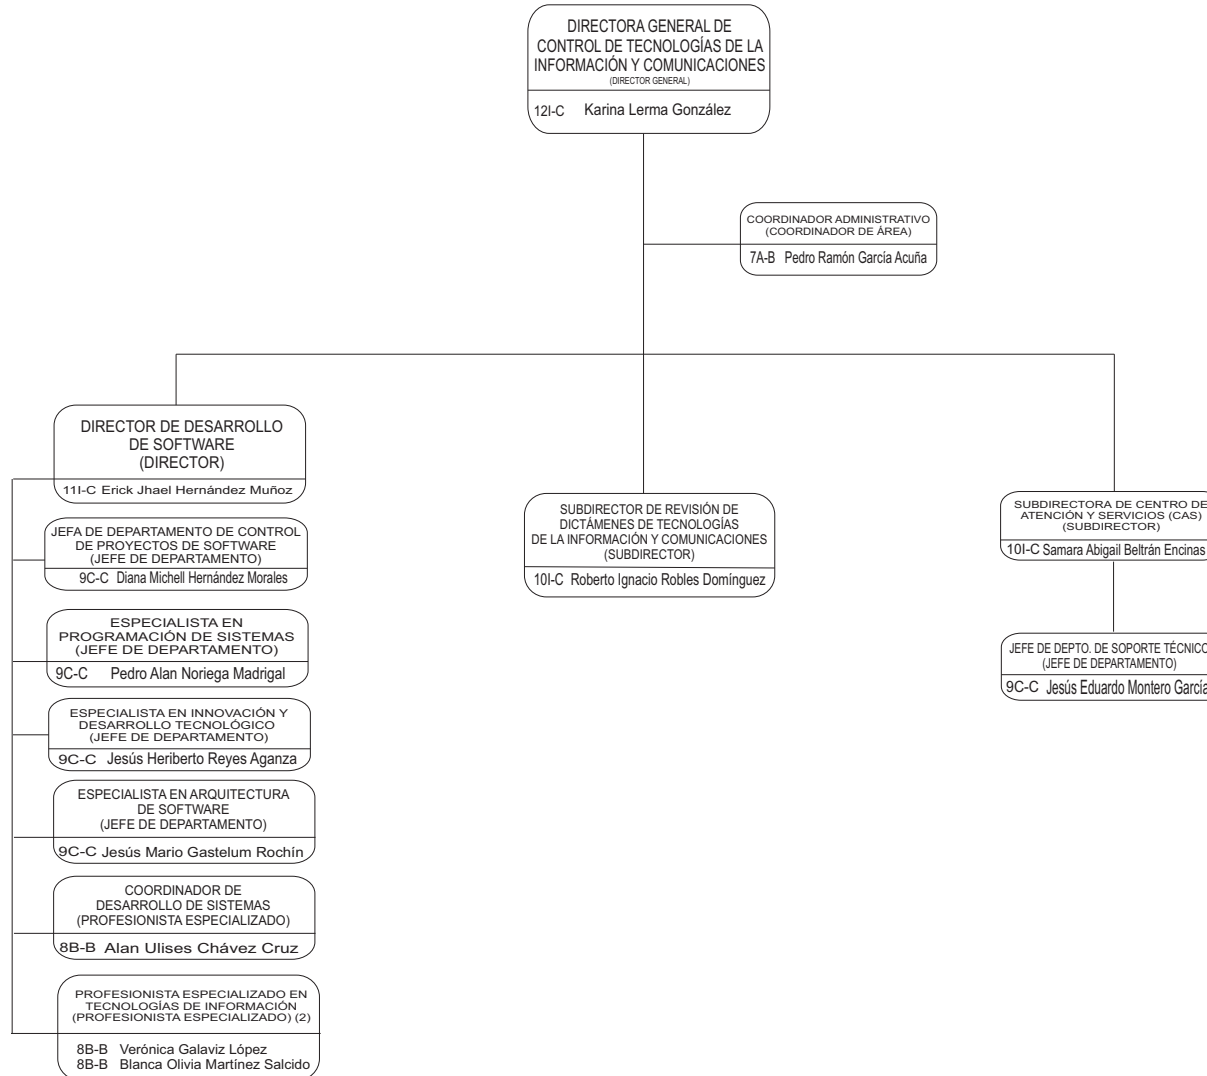 DIRECTORA GENERAL DE
CONTROL DE TECNOLOGÍAS DE LA
INFORMACIÓN Y COMUNICACIONES
(DIRECTOR GENERAL)
12I-C Karina Lerma González
COORDINADOR ADMINISTRATIVO
(COORDINADOR DE ÁREA)
7A-B Pedro Ramón García Acuña
DIRECTOR DE DESARROLLO
DE SOFTWARE
(DIRECTOR)
11I-C Erick Jhael Hernández Muñoz
JEFA DE DEPARTAMENTO DE CONTROL
DE PROYECTOS DE SOFTWARE
(JEFE DE DEPARTAMENTO)
9C-C Diana Michell Hernández Morales
ESPECIALISTA EN
PROGRAMACIÓN DE SISTEMAS
(JEFE DE DEPARTAMENTO)
9C-C Pedro Alan Noriega Madrigal
ESPECIALISTA EN INNOVACIÓN Y
DESARROLLO TECNOLÓGICO
(JEFE DE DEPARTAMENTO)
9C-C Jesús Heriberto Reyes Aganza
ESPECIALISTA EN ARQUITECTURA
DE SOFTWARE
(JEFE DE DEPARTAMENTO)
9C-C Jesús Mario Gastelum Rochín
COORDINADOR DE
DESARROLLO DE SISTEMAS
(PROFESIONISTA ESPECIALIZADO)
8B-B Alan Ulises Chávez Cruz
PROFESIONISTA ESPECIALIZADO EN
TECNOLOGÍAS DE INFORMACIÓN
(PROFESIONISTA ESPECIALIZADO) (2)
8B-B Verónica Galaviz López
8B-B Blanca Olivia Martínez Salcido
SUBDIRECTOR DE REVISIÓN DE
DICTÁMENES DE TECNOLOGÍAS
DE LA INFORMACIÓN Y COMUNICACIONES
(SUBDIRECTOR)
10I-C Roberto Ignacio Robles Domínguez
SUBDIRECTORA DE CENTRO DE
ATENCIÓN Y SERVICIOS (CAS)
(SUBDIRECTOR)
10I-C Samara Abigail Beltrán Encinas
JEFE DE DEPTO. DE SOPORTE TÉCNICO
(JEFE DE DEPARTAMENTO)
9C-C Jesús Eduardo Montero García